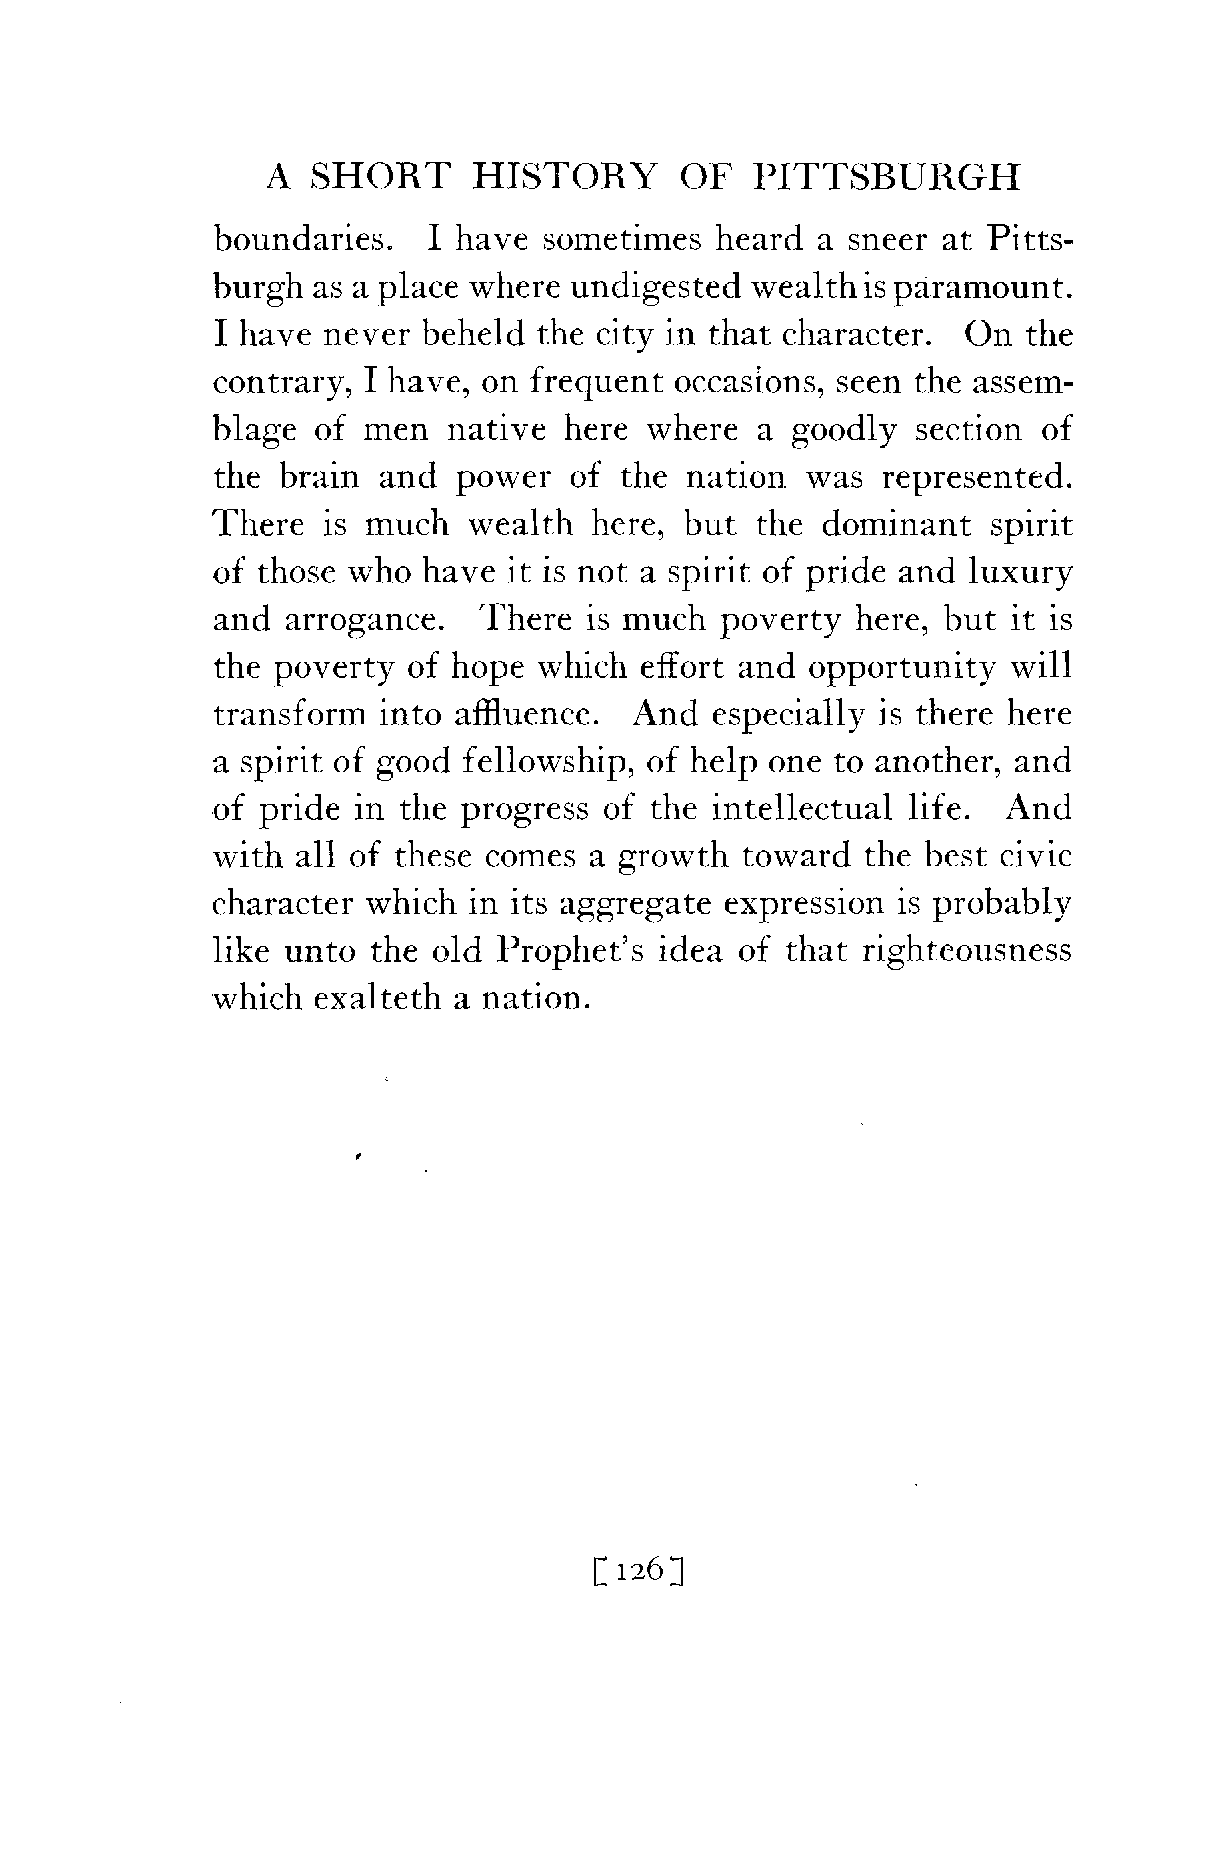 A SHORT HISTORY OF PITTSBURGH
boundaries. I have sometimes heard a sneer at Pitts-
burgh as a place where undigested wealth is paramount.
I have never beheld the city in that character. On the
contrary, I have, on frequent occasions, seen the assem-
blage of men native here where a goodly section of
the brain and power of the nation was represented.
There is much wealth here, but the dominant spirit
of those who have it is not a spirit of pride and luxury
and arrogance. There is much poverty here, but it is
the poverty of hope which effort and opportunity will
transform into affluence. And especially is there here
a spirit of good fellowship, of help one to another, and
of pride in the progress of the intellectual life. And
with all of these comes a growth toward the best civic
character which in its aggregate expression is probably
like unto the old Prophet's idea of that righteousness
which exalteth a nation.
[126]